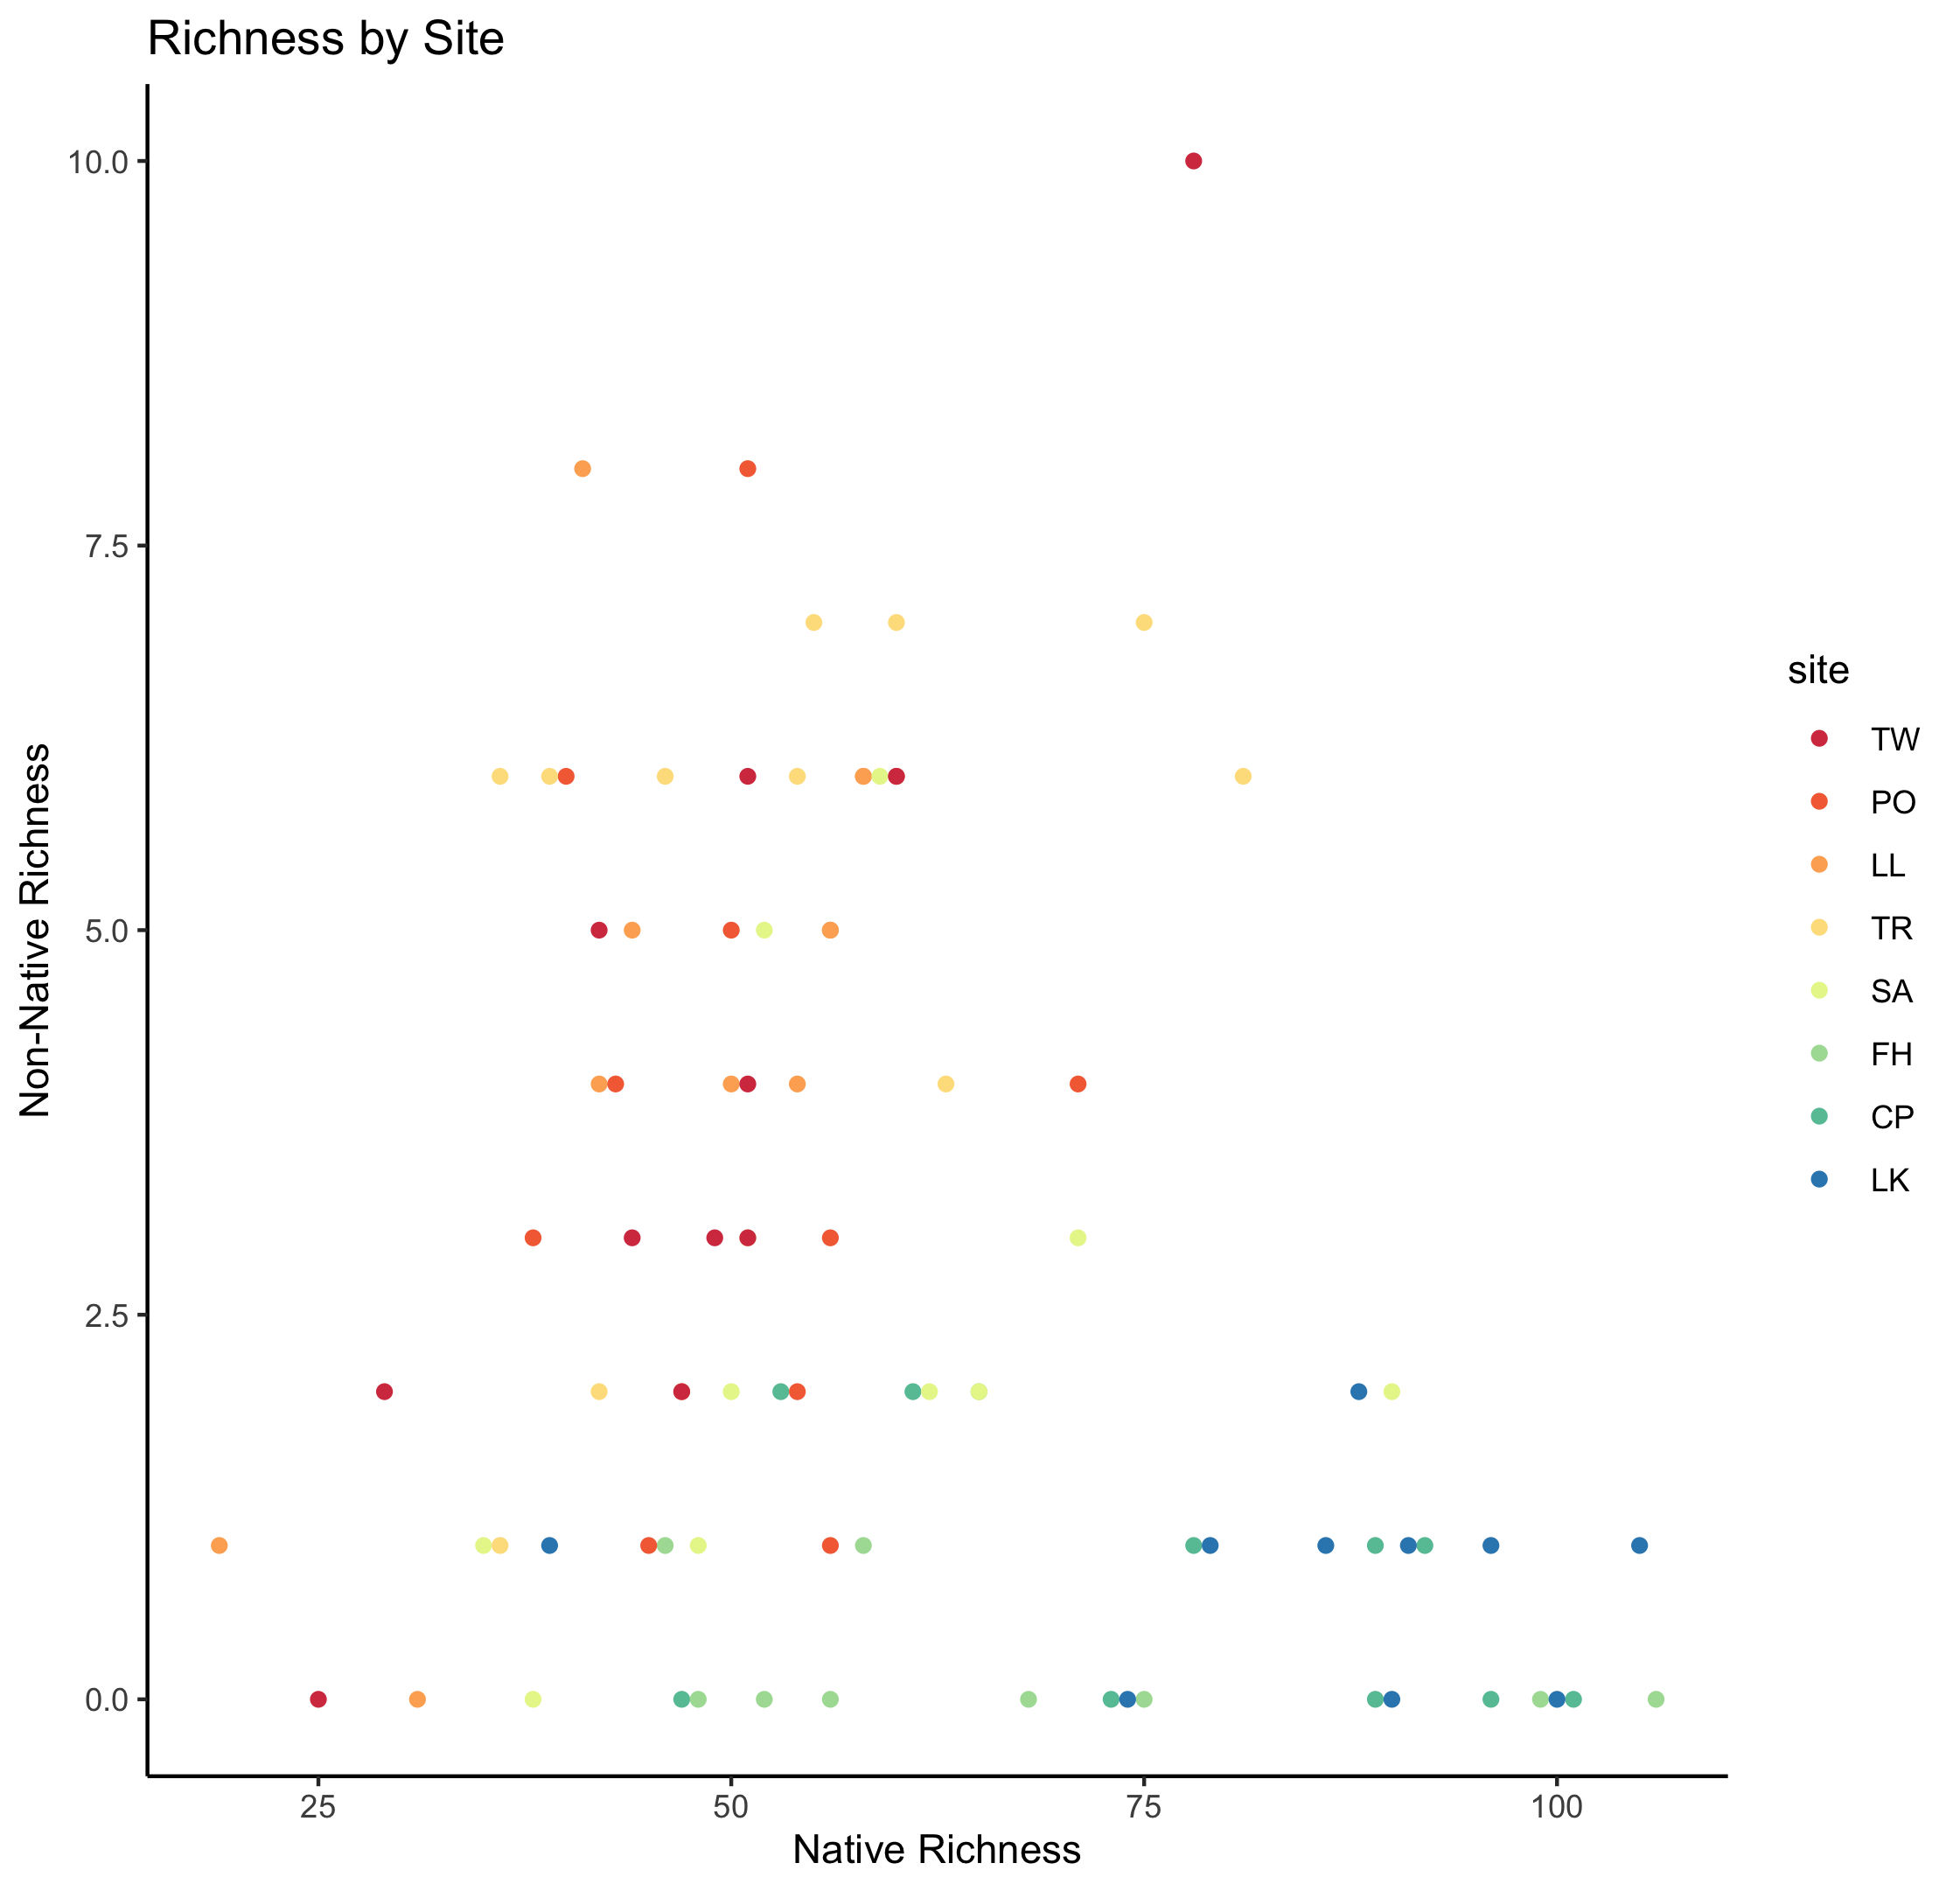 Richness by Site
10.0
7.5
5.0
2.5
0.0
Non-Native Richness
25 50 75 100
Native Richness
site
TW
PO
LL
TR
SA
FH
CP
LK